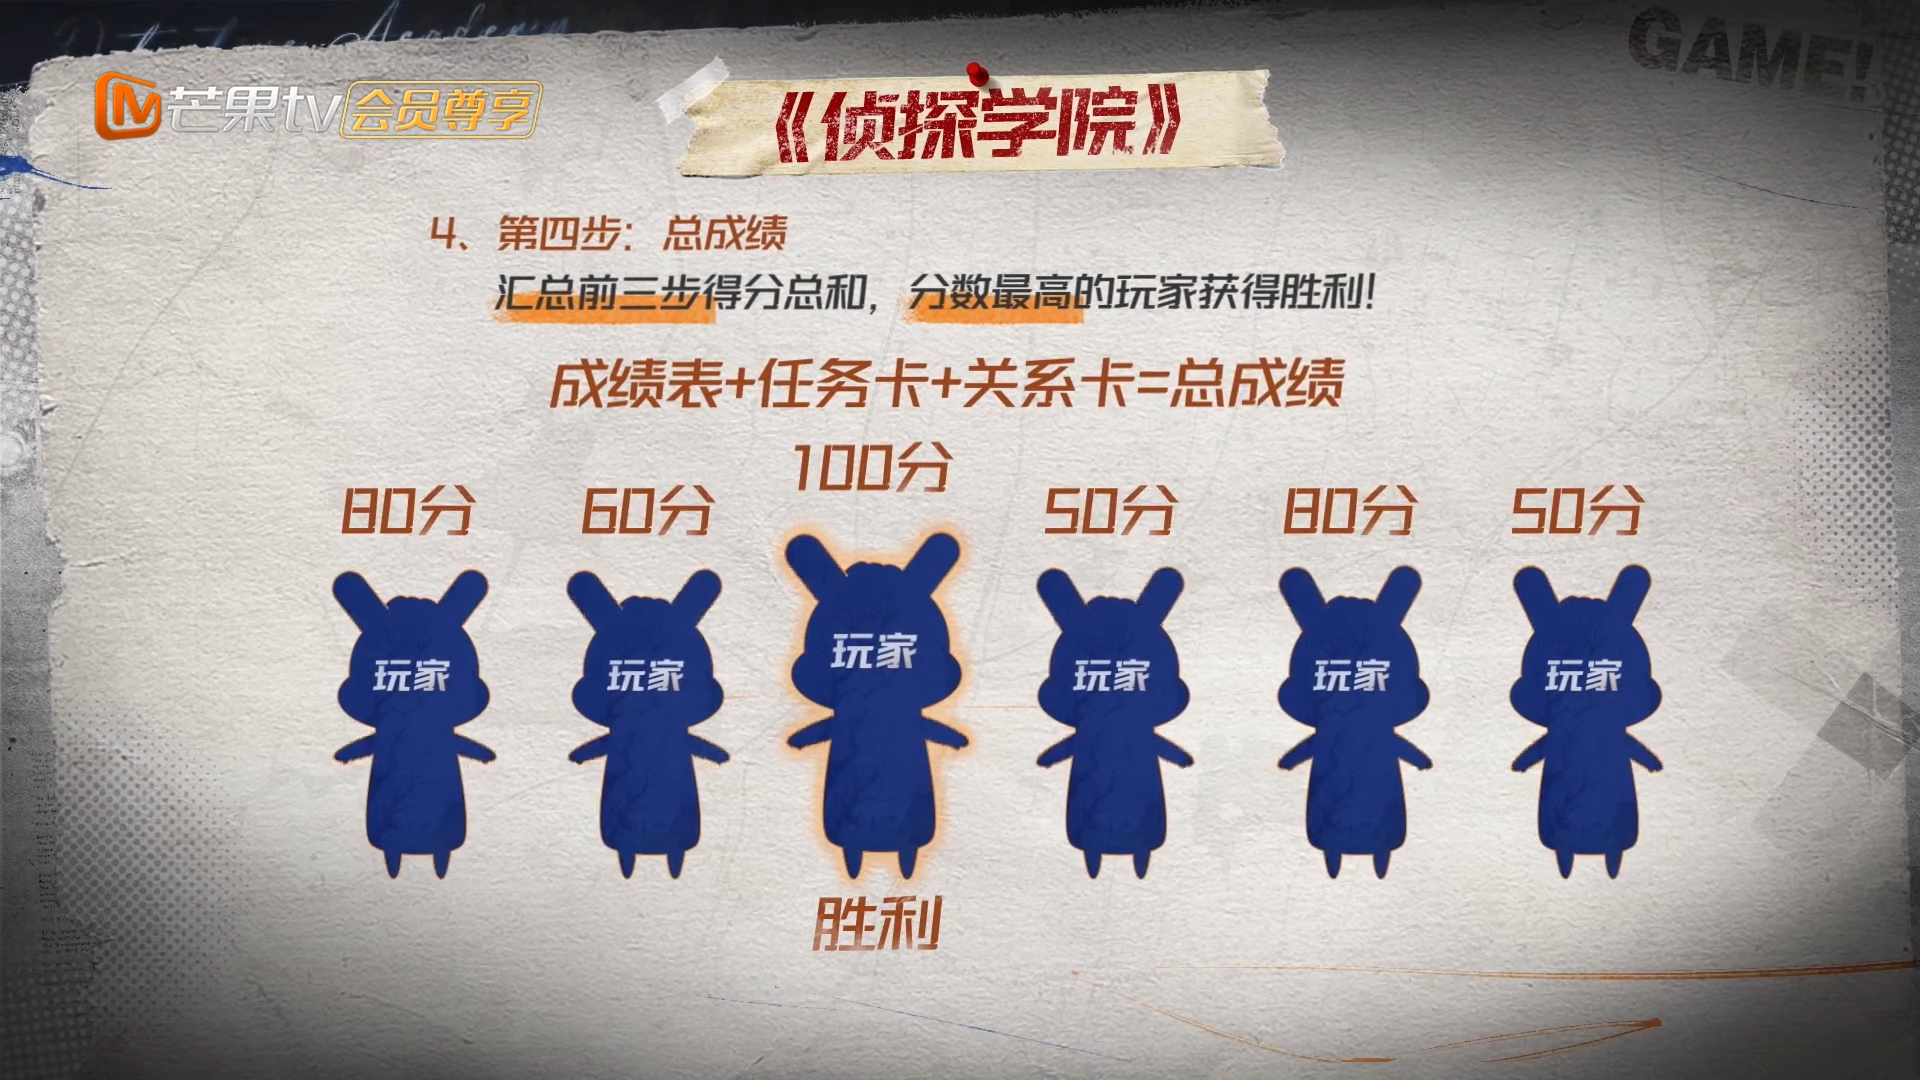 Detective Academy
GAME!
芒果tv会员尊享
《侦探学院》
4、第四步：总成绩
汇总前三步得分总和，分数最高的玩家获得胜利！
成绩表+任务卡+关系卡=总成绩
80分 60分 100分 50分 80分 50分
玩家 玩家 玩家 玩家 玩家 玩家
胜利